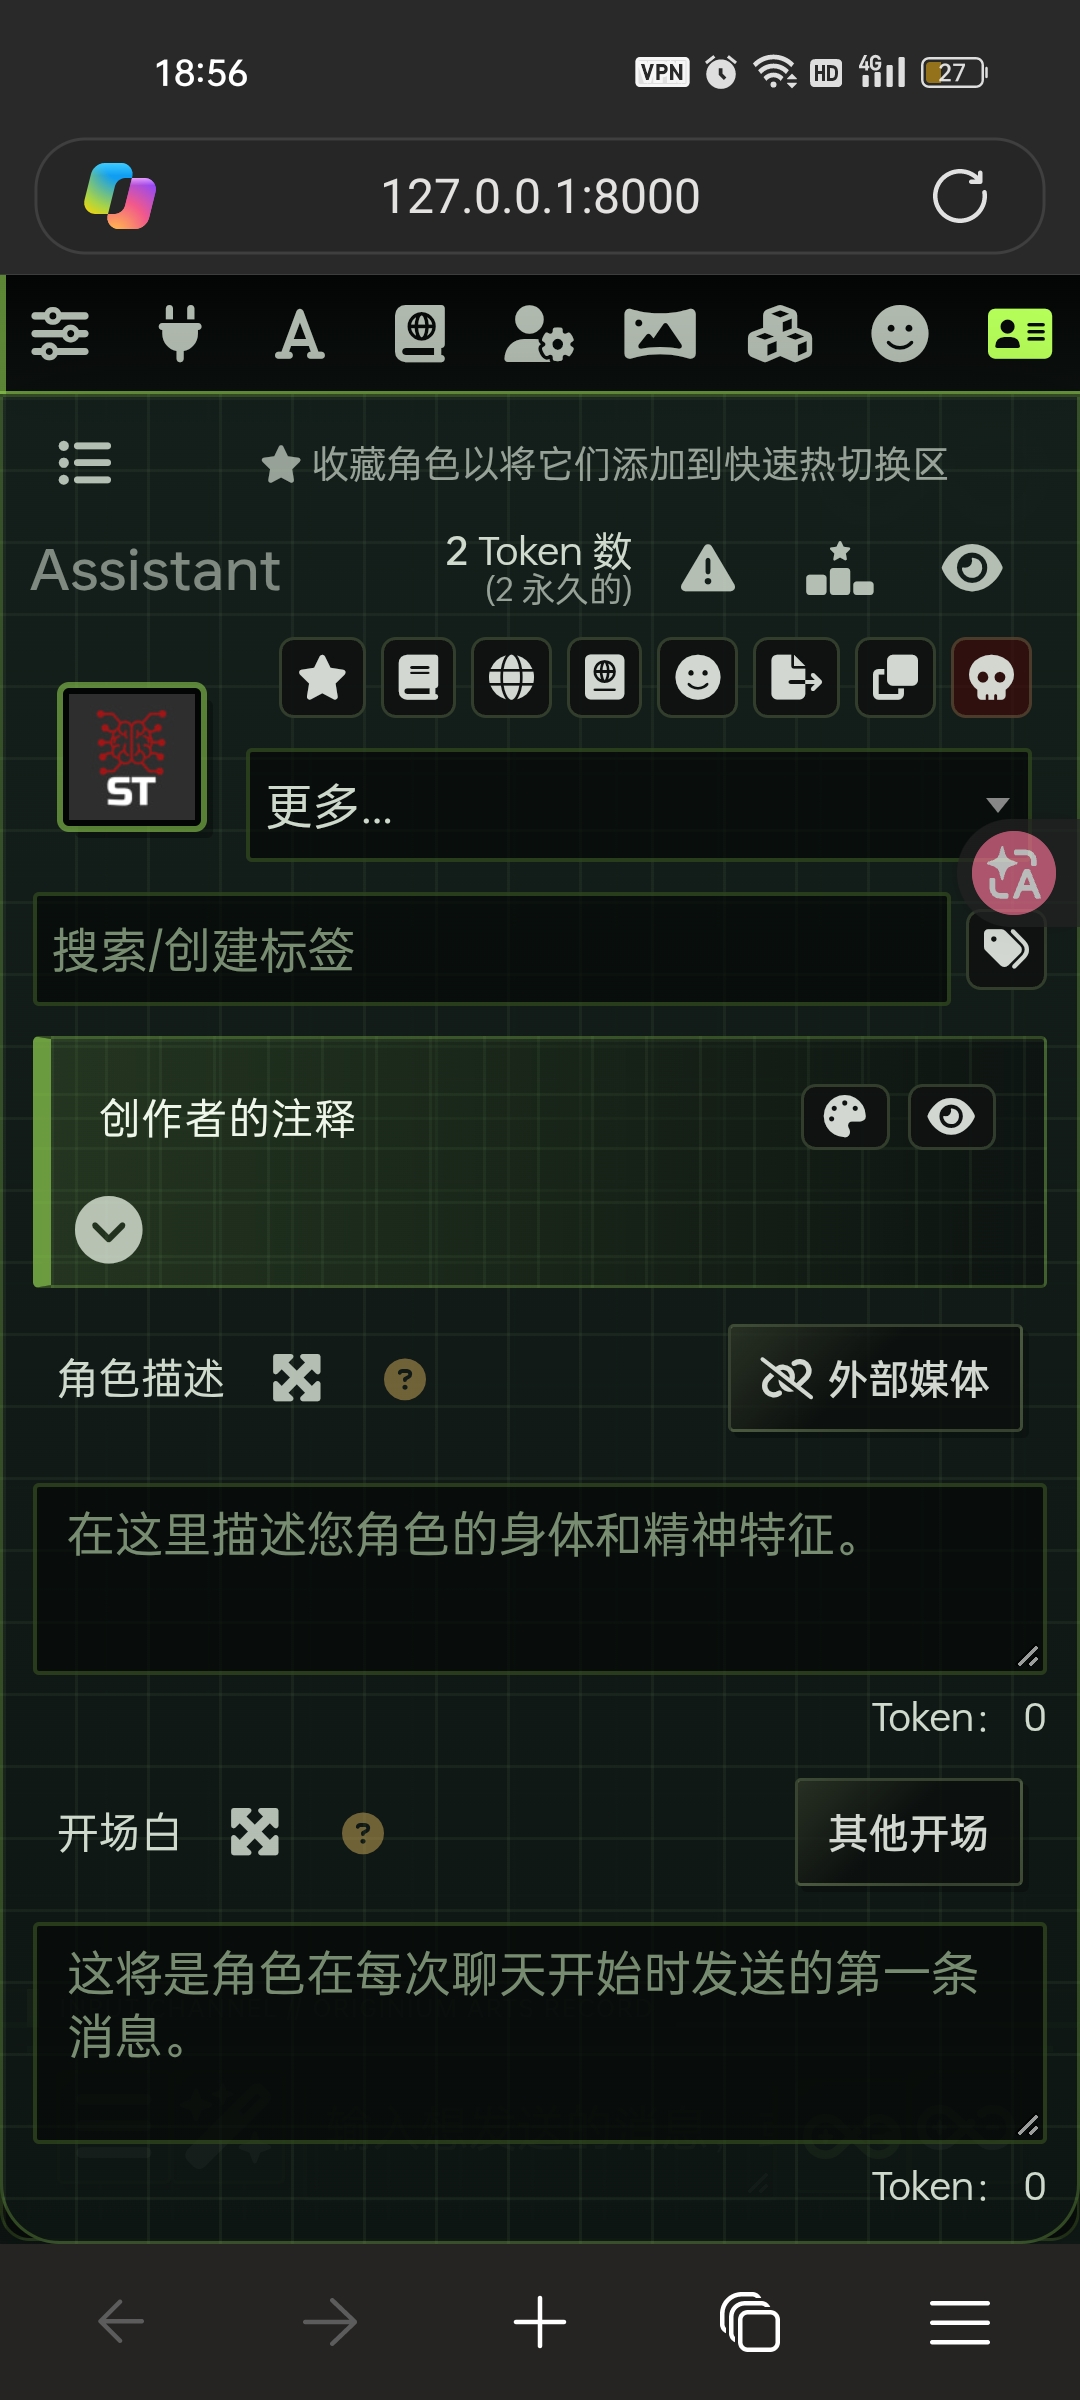 18:56
VPN
HD
4G
27
127.0.0.1:8000
收藏角色以将它们添加到快速热切换区
Assistant
2 Token 数
(2 永久的)
ST
更多...
A
搜索/创建标签
创作者的注释
角色描述
?
外部媒体
在这里描述您角色的身体和精神特征。
Token: 0
开场白
?
其他开场
这将是角色在每次聊天开始时发送的第一条
消息。
Token: 0